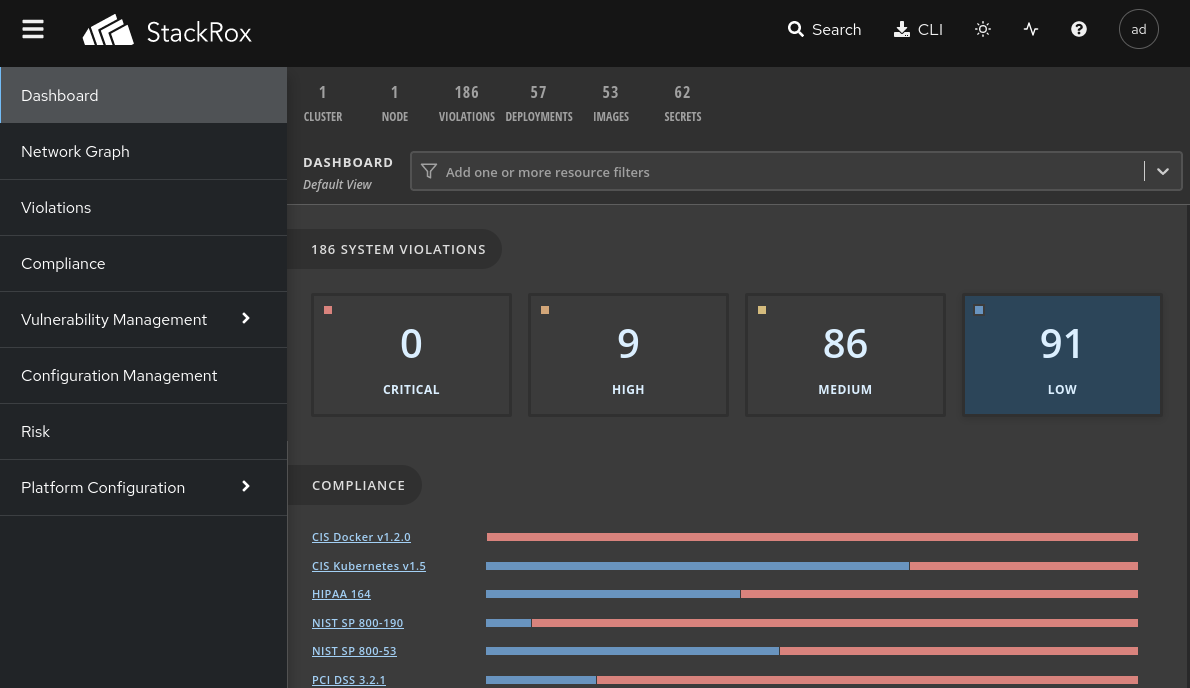 StackRox
Search
CLI
ad
Dashboard
Network Graph
Violations
Compliance
Vulnerability Management
Configuration Management
Risk
Platform Configuration
1 1 186 57 53 62
CLUSTER NODE VIOLATIONS DEPLOYMENTS IMAGES SECRETS
DASHBOARD
Default View
Add one or more resource filters
186 SYSTEM VIOLATIONS
0 9 86 91
CRITICAL HIGH MEDIUM LOW
COMPLIANCE
CIS Docker v1.2.0
CIS Kubernetes v1.5
HIPAA 164
NIST SP 800-190
NIST SP 800-53
PCI DSS 3.2.1